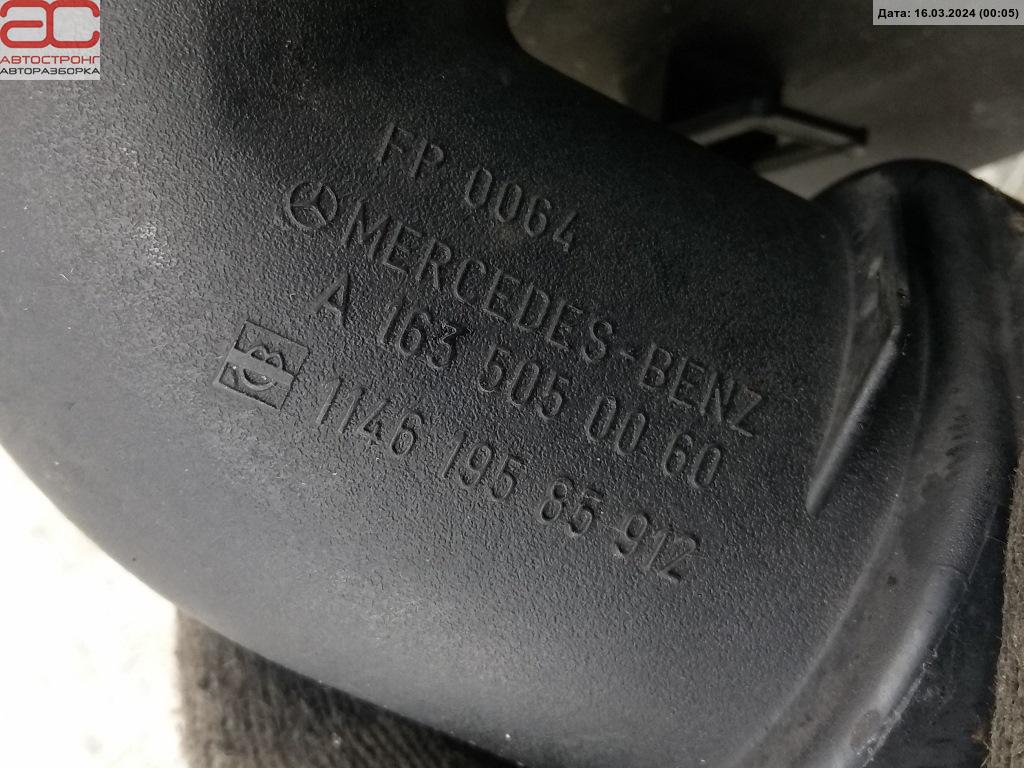 ac
АВТОСТРОНГ
АВТОРАЗБОРКА
Дата: 16.03.2024 (00:05)
FP 0064
MERCEDES-BENZ
A 163 505 00 60
1146 195 85 912